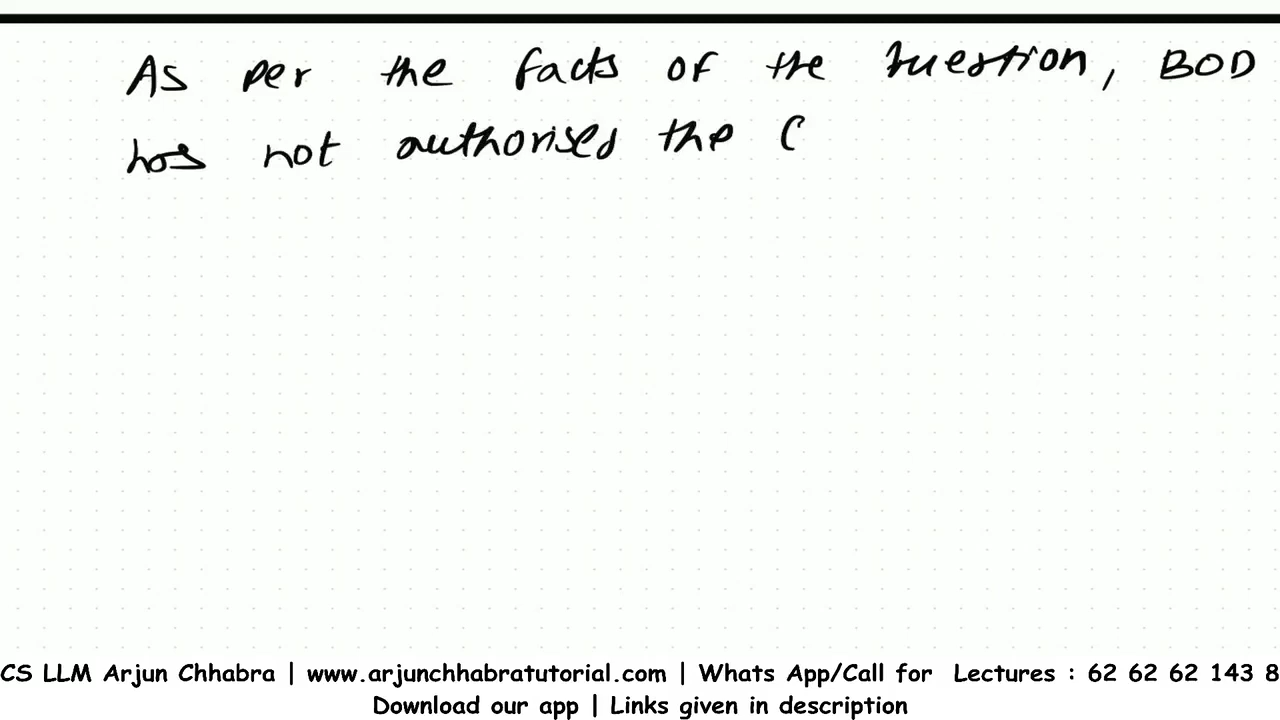 As per the facts of the question, BOD
has not authorised the C
CS LLM Arjun Chhabra | www.arjunchhabratutorial.com | Whats App/Call for Lectures : 62 62 62 143 8
Download our app | Links given in description